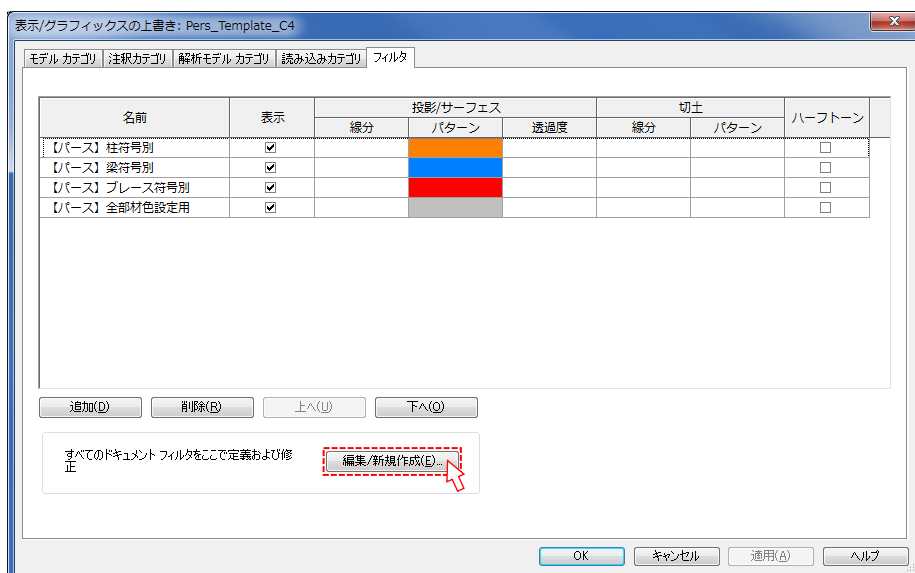 表示/グラフィックスの上書き: Pers_Template_C4
モデル カテゴリ 注釈カテゴリ 解析モデル カテゴリ 読み込みカテゴリ フィルタ
名前 表示 投影/サーフェス 切土 ハーフトーン
線分 パターン 透過度 線分 パターン
【パース】柱符号別
【パース】梁符号別
【パース】ブレース符号別
【パース】全部材色設定用
追加(D) 削除(R) 上へ(U) 下へ(O)
すべてのドキュメント フィルタをここで定義および修
正
編集/新規作成(E)...
OK キャンセル 適用(A) ヘルプ